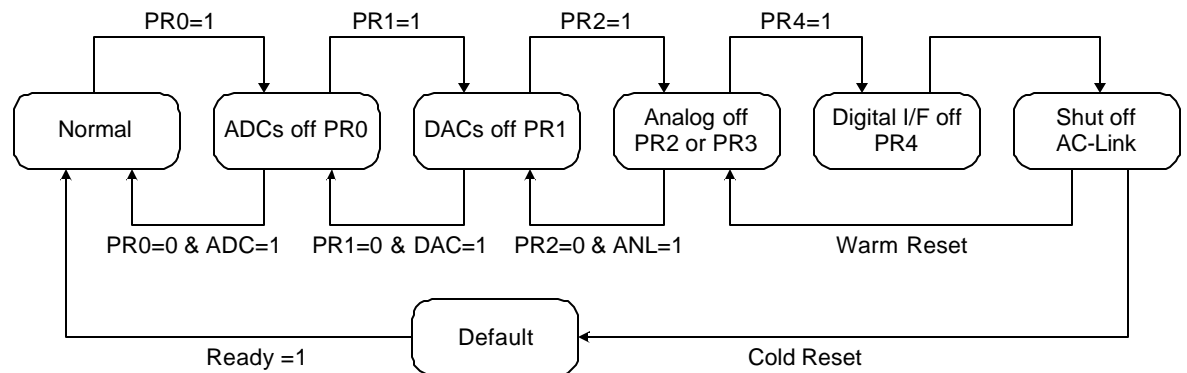 PR0=1
PR1=1
PR2=1
PR4=1
Normal
ADCs off PR0
DACs off PR1
Analog off
PR2 or PR3
Digital I/F off
PR4
Shut off
AC-Link
PR0=0 & ADC=1
PR1=0 & DAC=1
PR2=0 & ANL=1
Warm Reset
Default
Ready =1
Cold Reset